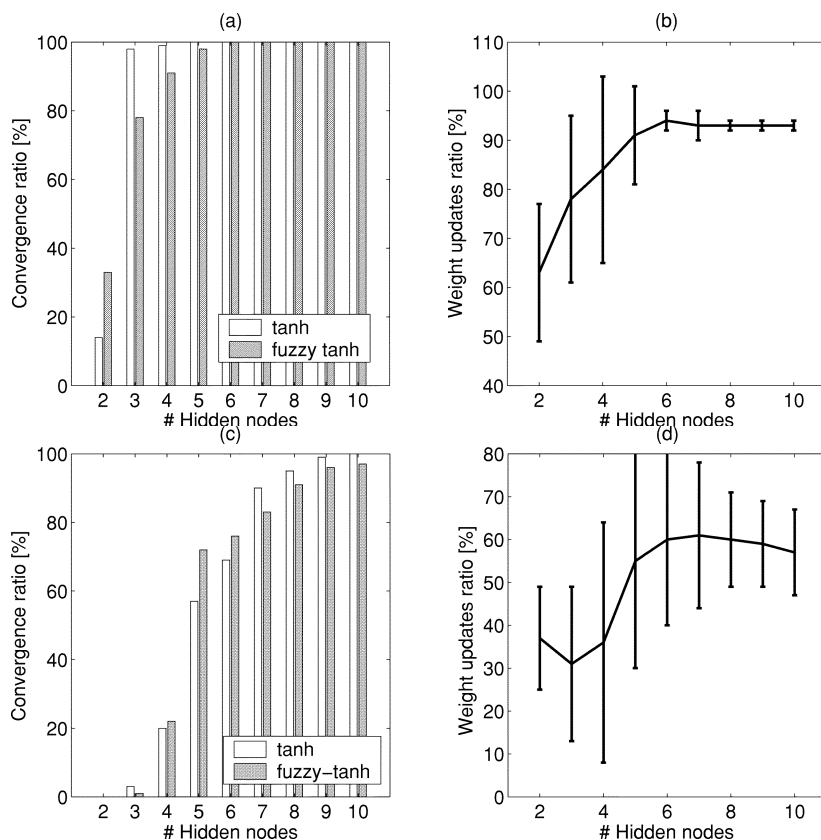 (a)
100
80
60
40
20
0
Convergence ratio [%]
tanh
fuzzy tanh
2 3 4 5 6 7 8 9 10
# Hidden nodes
(b)
110
100
90
80
70
60
50
40
Weight updates ratio [%]
2 4 6 8 10
# Hidden nodes
(c)
100
80
60
40
20
0
Convergence ratio [%]
tanh
fuzzy-tanh
2 3 4 5 6 7 8 9 10
# Hidden nodes
(d)
80
70
60
50
40
30
20
10
0
Weight updates ratio [%]
2 4 6 8 10
# Hidden nodes